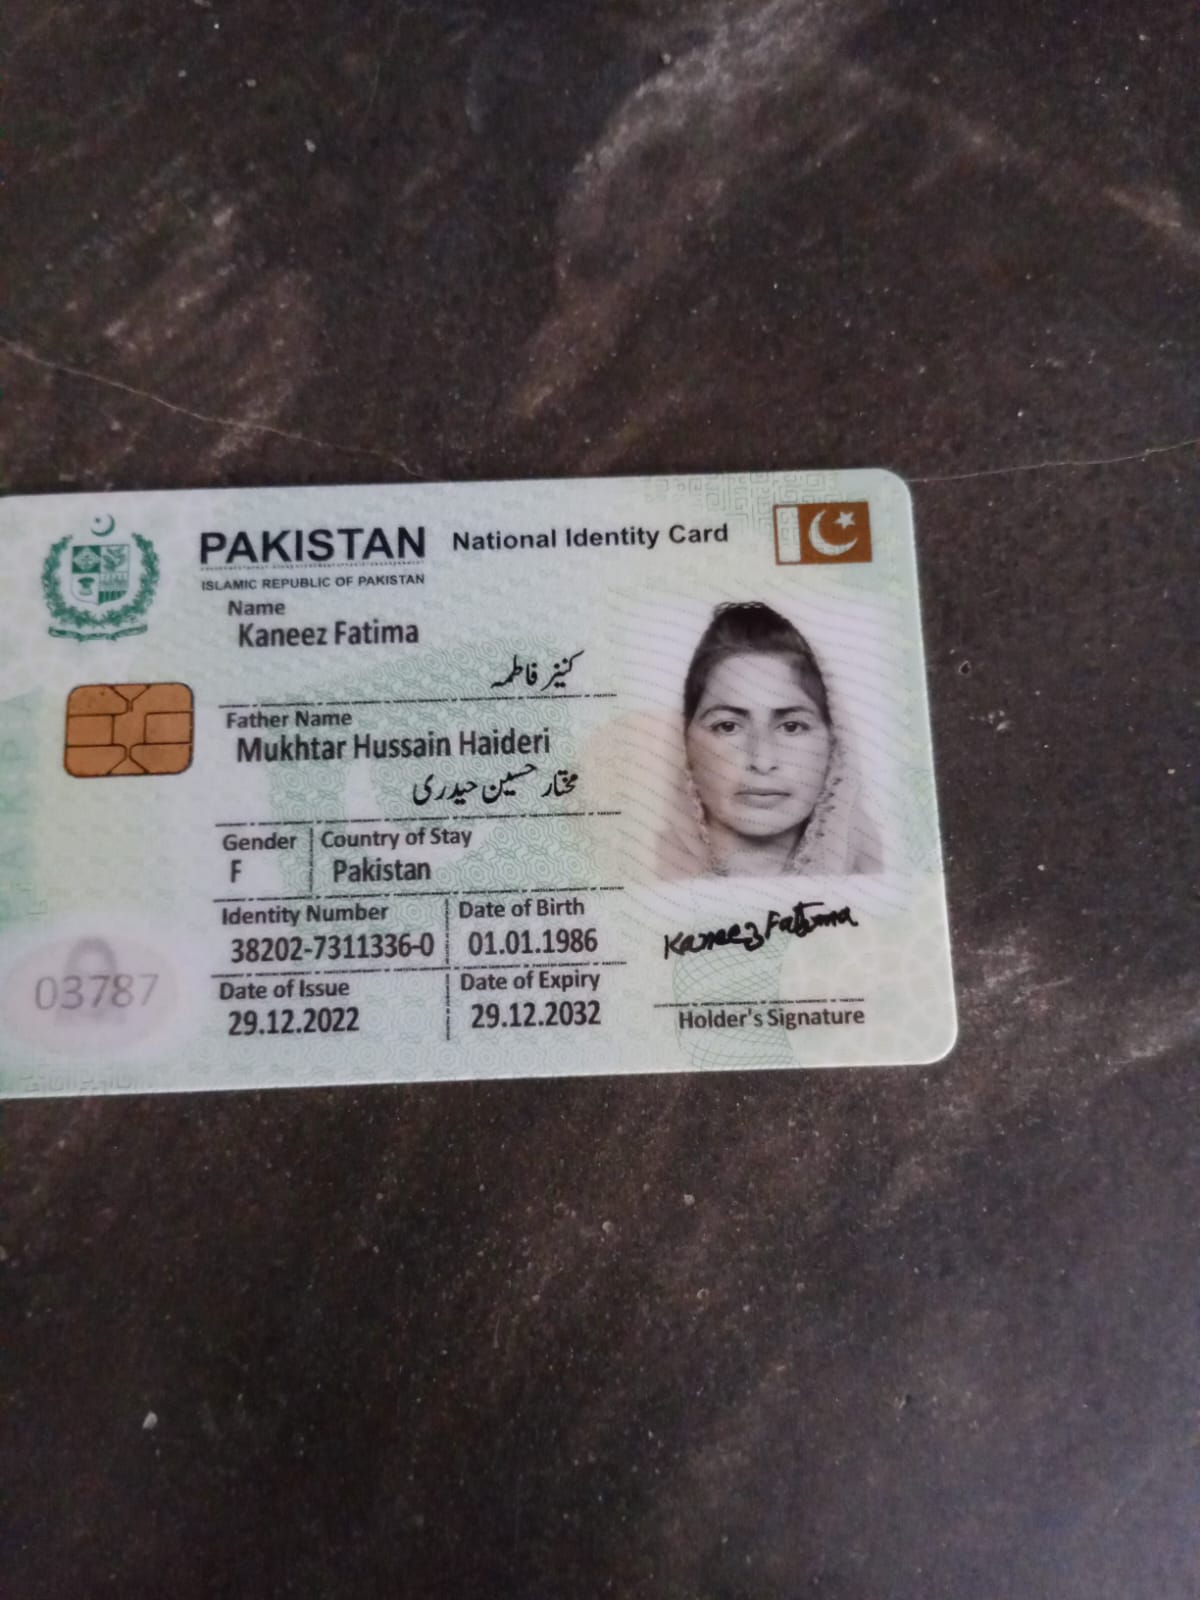 PAKISTAN National Identity Card
ISLAMIC REPUBLIC OF PAKISTAN
Name
Kaneez Fatima
کنیز فاطمہ
Father Name
Mukhtar Hussain Haideri
مختار حسین حیدری
Gender Country of Stay
F Pakistan
Identity Number Date of Birth
38202-7311336-0 01.01.1986
Date of Issue Date of Expiry
29.12.2022 29.12.2032
03787
Kaneez Fatima
Holder's Signature